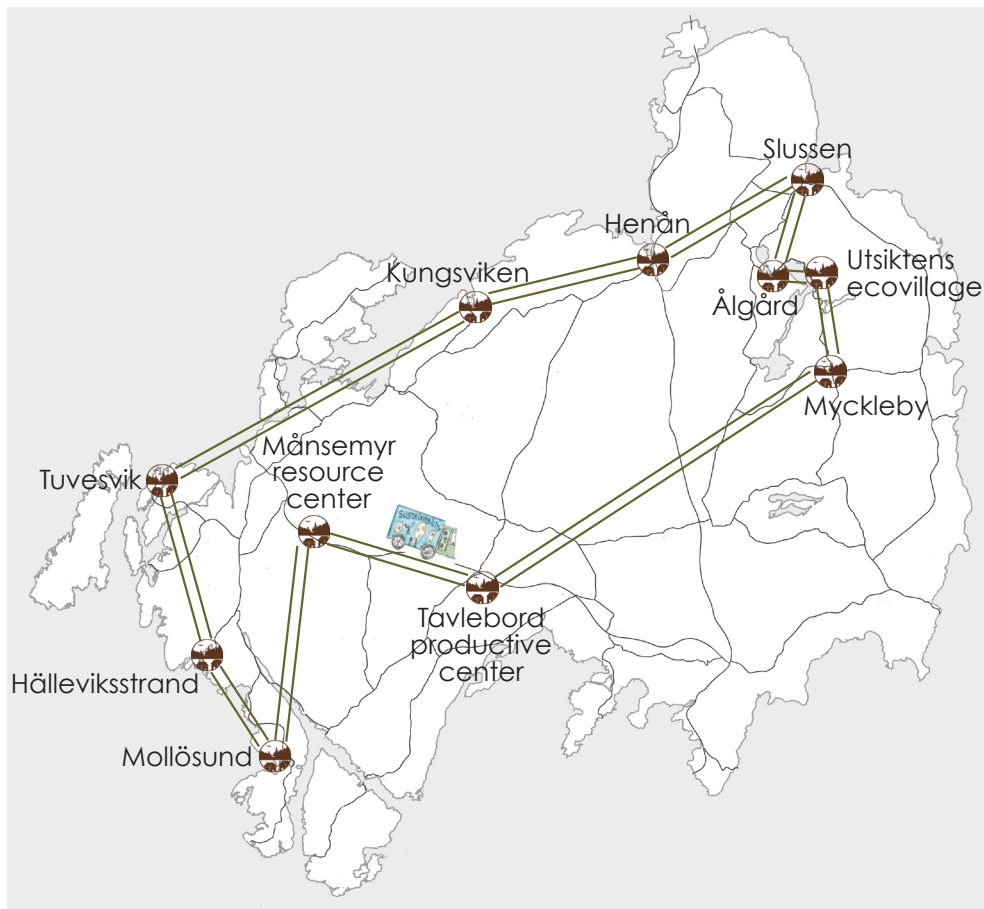 Slussen
Henån
Utsiktens
ecovillage
Kungsviken
Ålgård
Myckleby
Månsemyr
resource
center
Tuvesvik
Tavlebord
productive
center
Hälleviksstrand
Mollösund